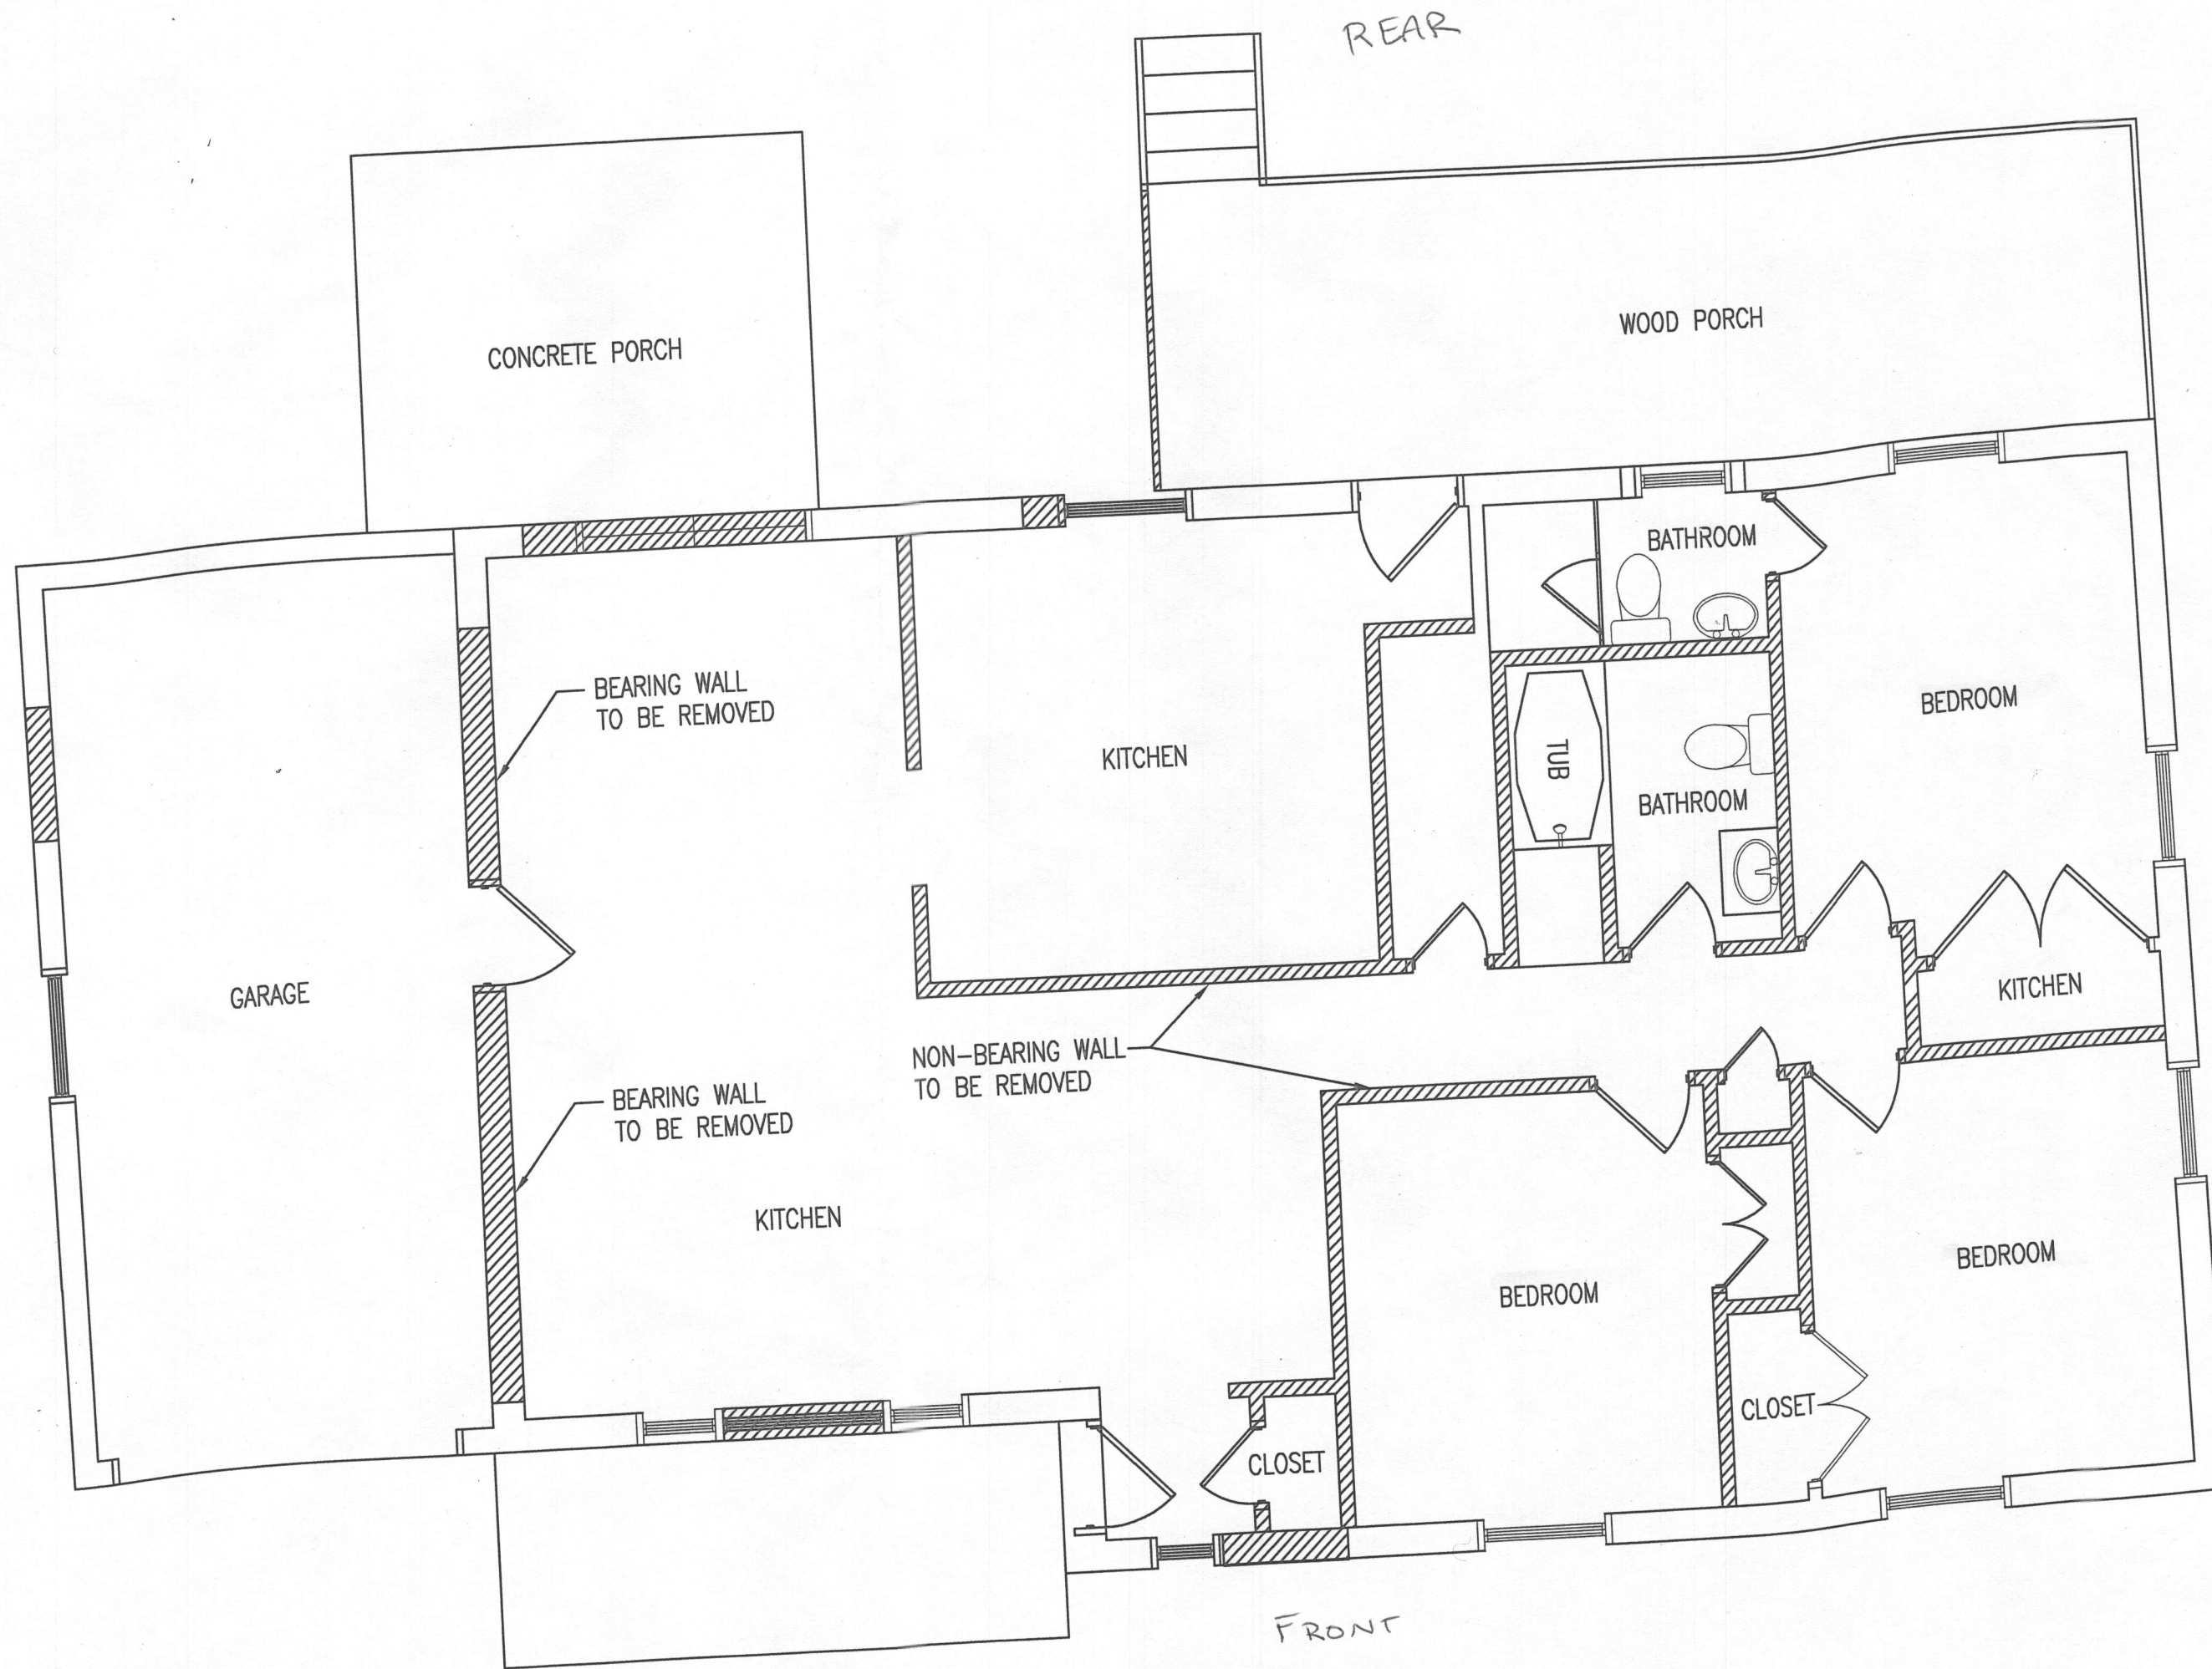 REAR
CONCRETE PORCH
WOOD PORCH
BATHROOM
BEARING WALL
TO BE REMOVED
KITCHEN
TUB
BATHROOM
BEDROOM
GARAGE
KITCHEN
NON-BEARING WALL
TO BE REMOVED
BEARING WALL
TO BE REMOVED
KITCHEN
BEDROOM
BEDROOM
CLOSET
CLOSET
FRONT